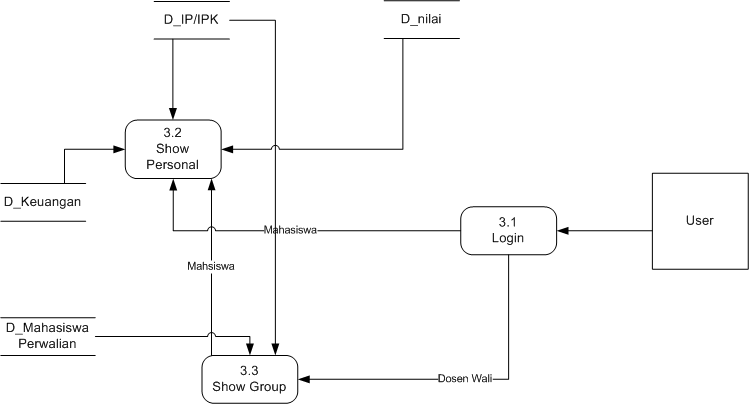 D_IP/IPK
D_nilai
3.2
Show
Personal
D_Keuangan
3.1
Login
User
Mahasiswa
Mahsiswa
D_Mahasiswa
Perwalian
3.3
Show Group
Dosen Wali